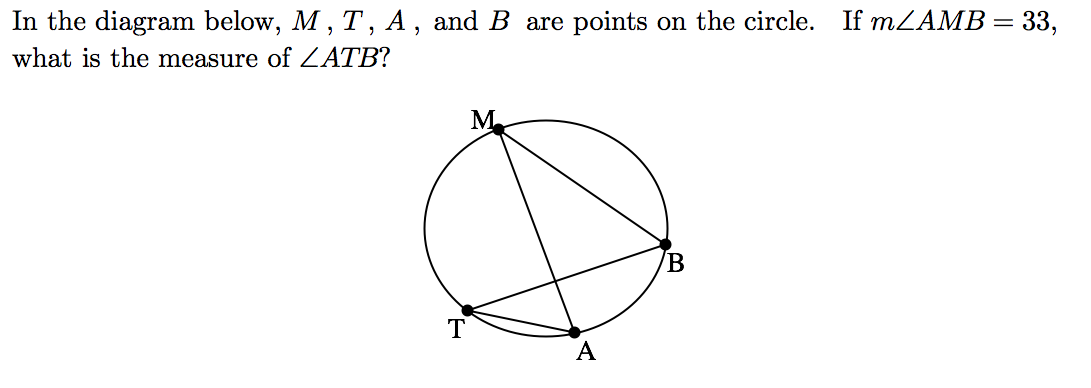 In the diagram below, M, T, A, and B are points on the circle. If m∠AMB = 33,
what is the measure of ∠ATB?
M
B
T
A